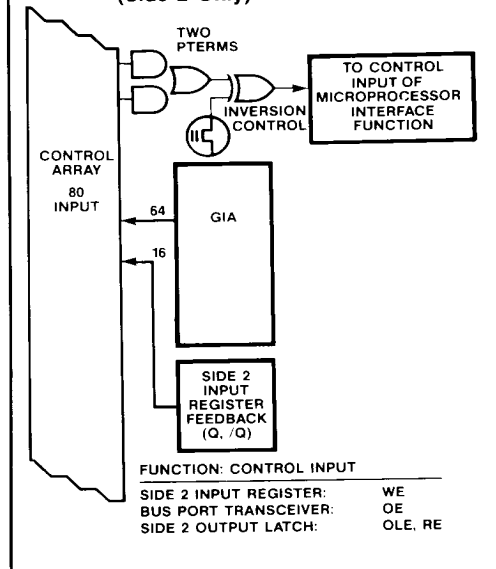 (Side 2 Only)
TWO
PTERMS
INVERSION
CONTROL
TO CONTROL
INPUT OF
MICROPROCESSOR
INTERFACE
FUNCTION
CONTROL
ARRAY
80
INPUT
64
GIA
16
SIDE 2
INPUT
REGISTER
FEEDBACK
(Q, /Q)
FUNCTION: CONTROL INPUT
SIDE 2 INPUT REGISTER: WE
BUS PORT TRANSCEIVER: OE
SIDE 2 OUTPUT LATCH: OLE, RE